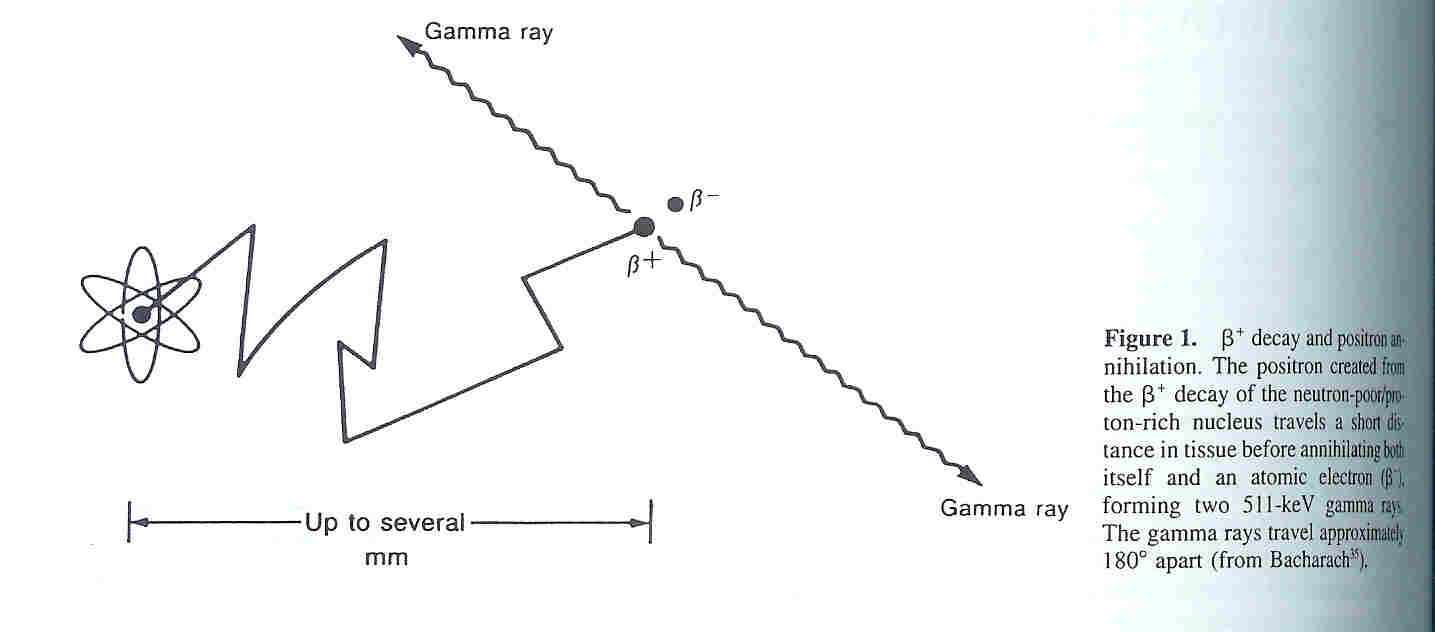 Gamma ray
β−
β+
Gamma ray
Up to several
mm
Figure 1. β⁺ decay and positron an-
nihilation. The positron created from
the β⁺ decay of the neutron-poor/pro-
ton-rich nucleus travels a short dis-
tance in tissue before annihilating both
itself and an atomic electron (β⁻),
forming two 511-keV gamma rays.
The gamma rays travel approximately
180° apart (from Bacharach³⁵).